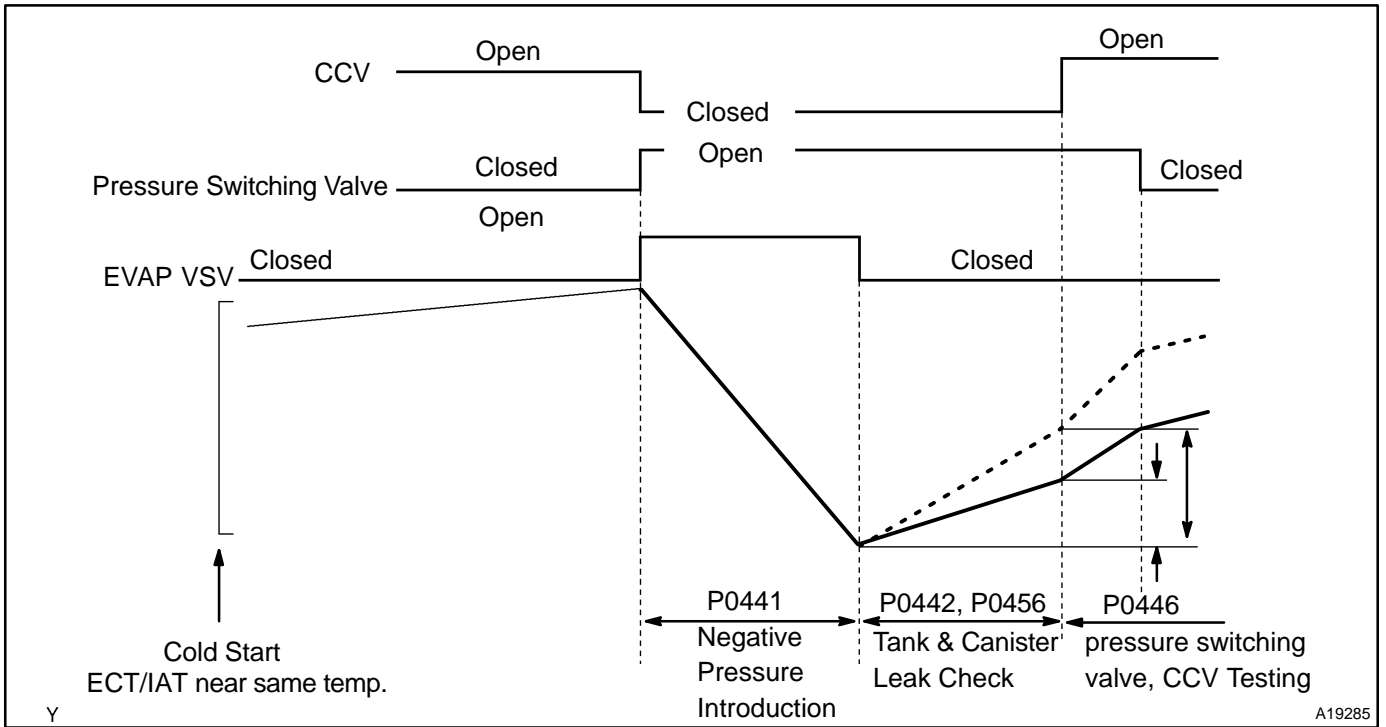 Open
Open
CCV
Closed
Open
Closed
Closed
Pressure Switching Valve
Open
EVAP VSV
Closed
Closed
P0441
P0442, P0456
P0446
Negative
Pressure
Introduction
Tank & Canister
Leak Check
pressure switching
valve, CCV Testing
Cold Start
ECT/IAT near same temp.
Y
A19285